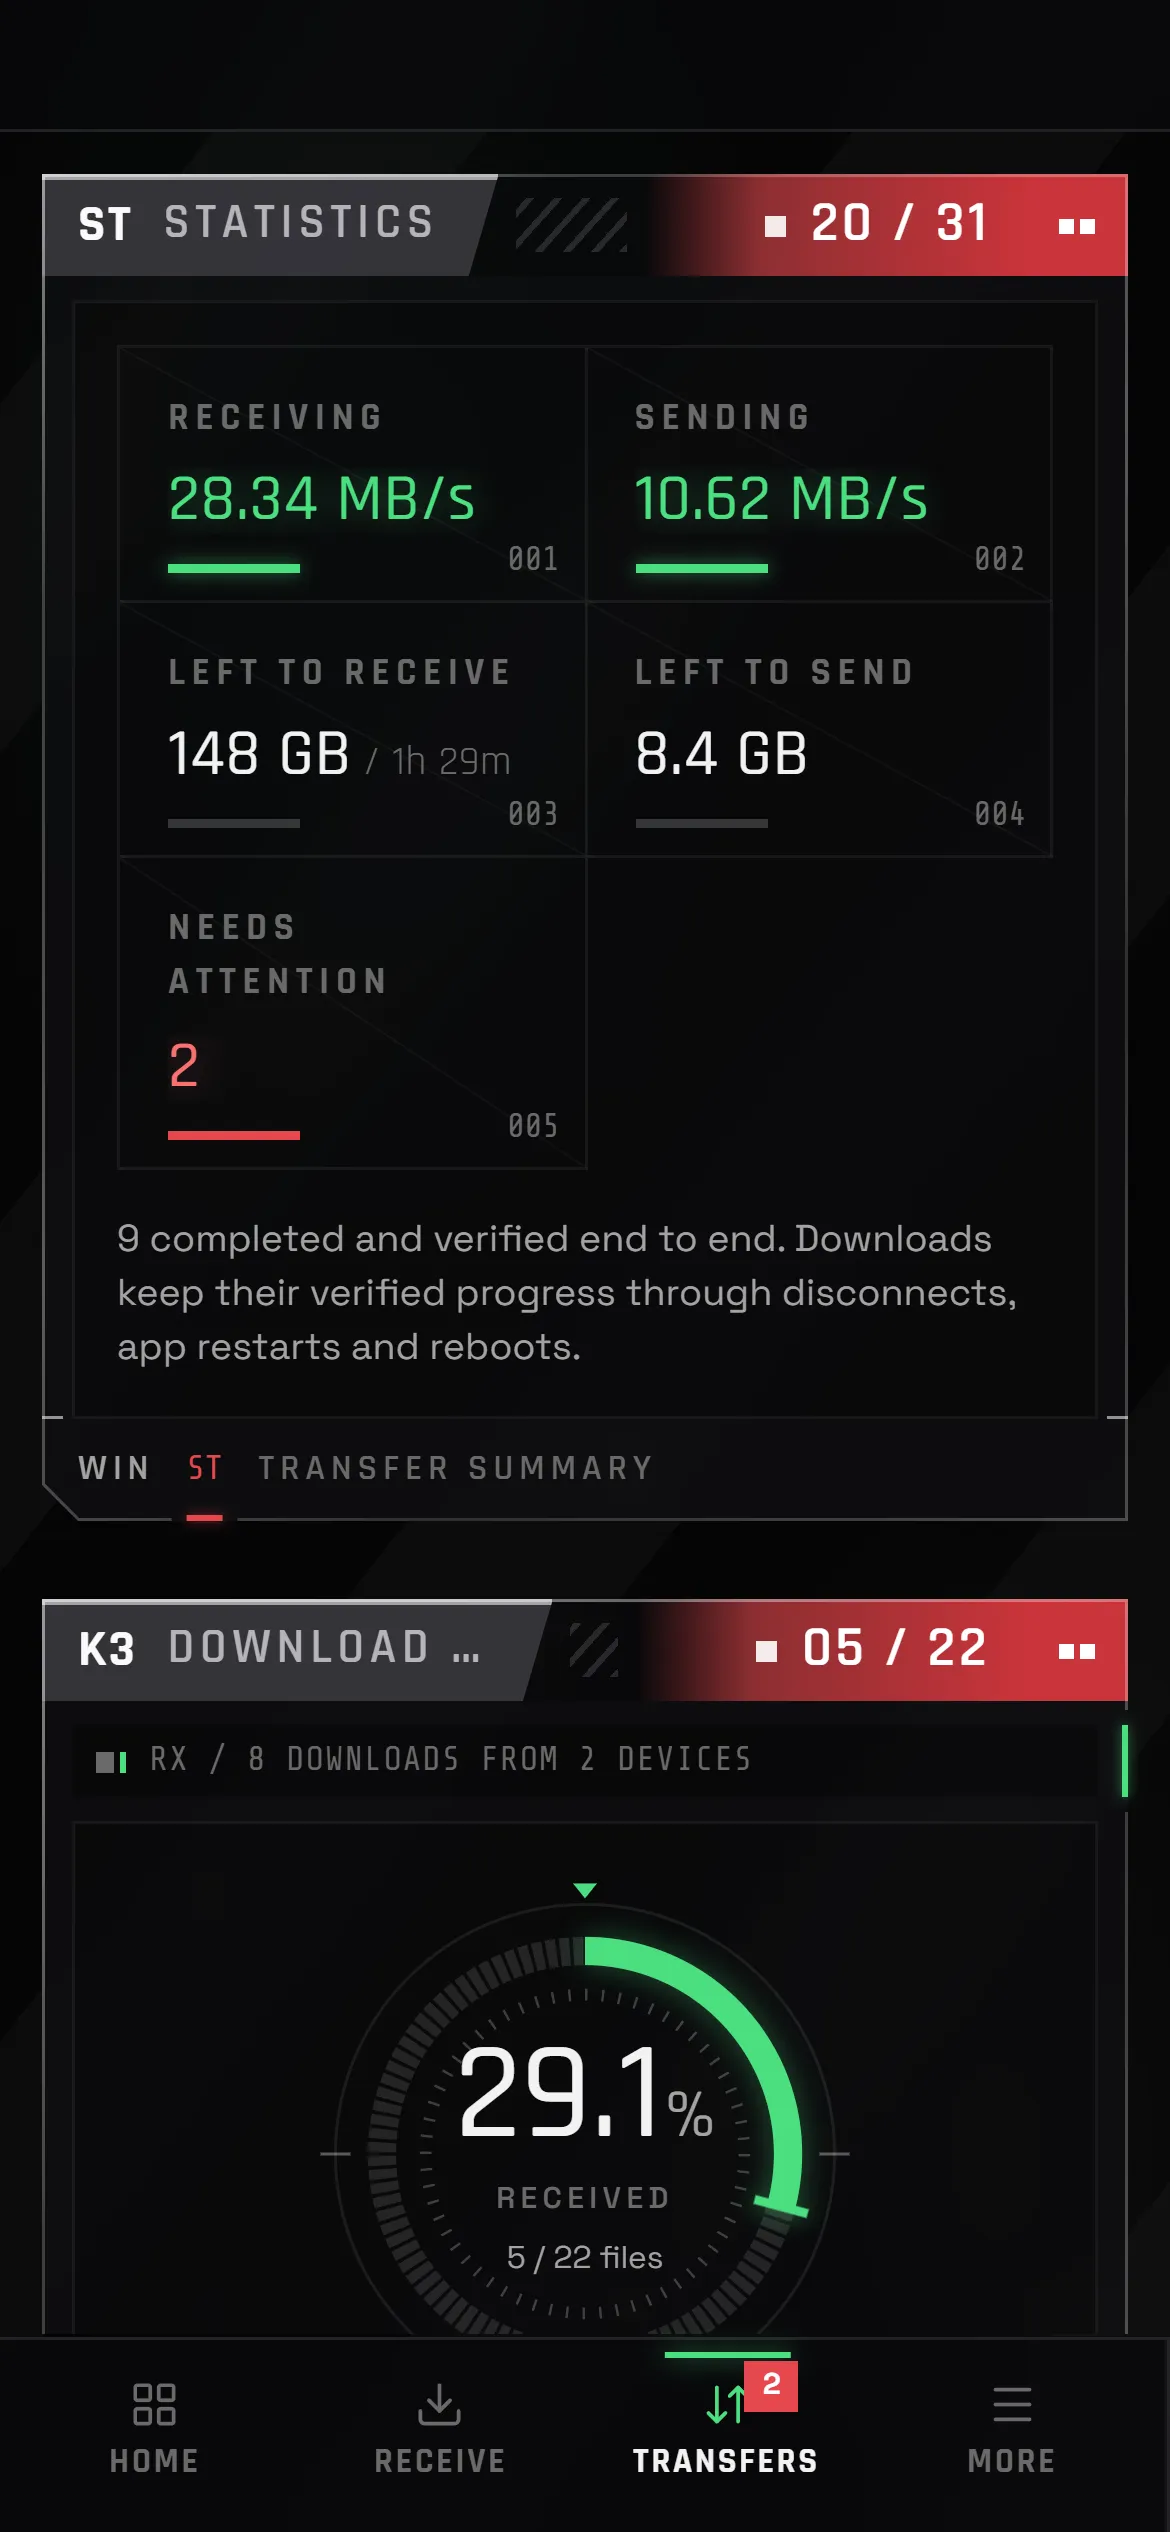 ST STATISTICS 20 / 31
RECEIVING
28.34 MB/s
001
SENDING
10.62 MB/s
002
LEFT TO RECEIVE
148 GB / 1h 29m
003
LEFT TO SEND
8.4 GB
004
NEEDS
ATTENTION
2
005
9 completed and verified end to end. Downloads
keep their verified progress through disconnects,
app restarts and reboots.
WIN ST TRANSFER SUMMARY
K3 DOWNLOAD ... 05 / 22
RX / 8 DOWNLOADS FROM 2 DEVICES
29.1%
RECEIVED
5 / 22 files
2
HOME RECEIVE TRANSFERS MORE